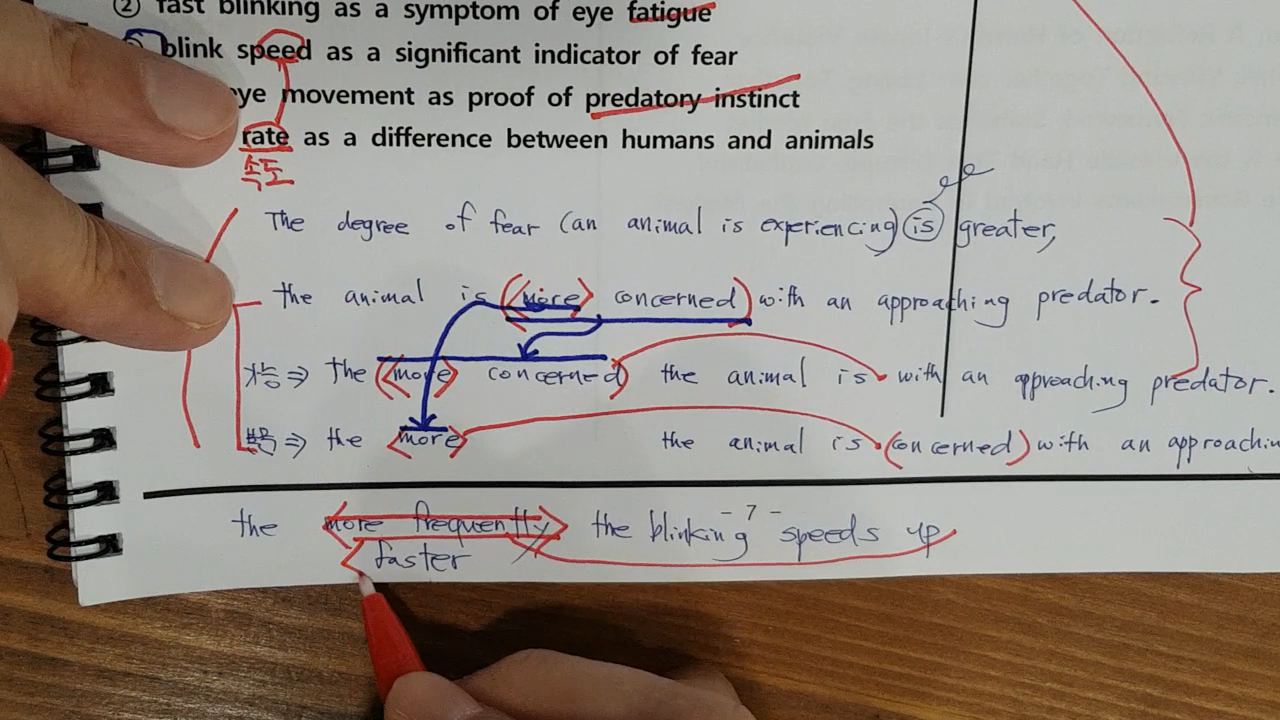 ② fast blinking as a symptom of eye fatigue
blink speed as a significant indicator of fear
eye movement as proof of predatory instinct
rate as a difference between humans and animals
속도
The degree of fear (an animal is experiencing) is greater,
the animal is (<more> concerned) with an approaching predator.
⇒ the (<more> concerned) the animal is with an approaching predator.
⇒ the <more> the animal is (concerned) with an approachin
- 7 -
the <more frequently> the blinking speeds up
<faster